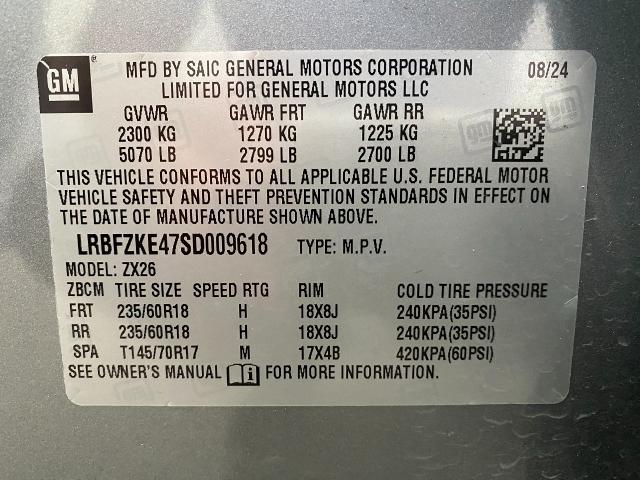 GM
MFD BY SAIC GENERAL MOTORS CORPORATION 08/24
LIMITED FOR GENERAL MOTORS LLC
GVWR GAWR FRT GAWR RR
2300 KG 1270 KG 1225 KG
5070 LB 2799 LB 2700 LB
THIS VEHICLE CONFORMS TO ALL APPLICABLE U.S. FEDERAL MOTOR
VEHICLE SAFETY AND THEFT PREVENTION STANDARDS IN EFFECT ON
THE DATE OF MANUFACTURE SHOWN ABOVE.
LRBFZKE47SD009618 TYPE: M.P.V.
MODEL: ZX26
ZBCM TIRE SIZE SPEED RTG RIM COLD TIRE PRESSURE
FRT 235/60R18 H 18X8J 240KPA(35PSI)
RR 235/60R18 H 18X8J 240KPA(35PSI)
SPA T145/70R17 M 17X4B 420KPA(60PSI)
SEE OWNER'S MANUAL FOR MORE INFORMATION.